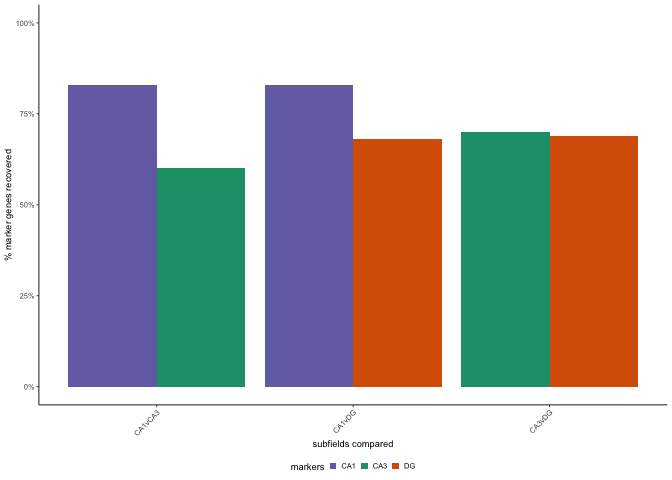 100%
75%
50%
25%
0%
% marker genes recovered
CA1vCA3
CA1vDG
CA3vDG
subfields compared
markers CA1 CA3 DG